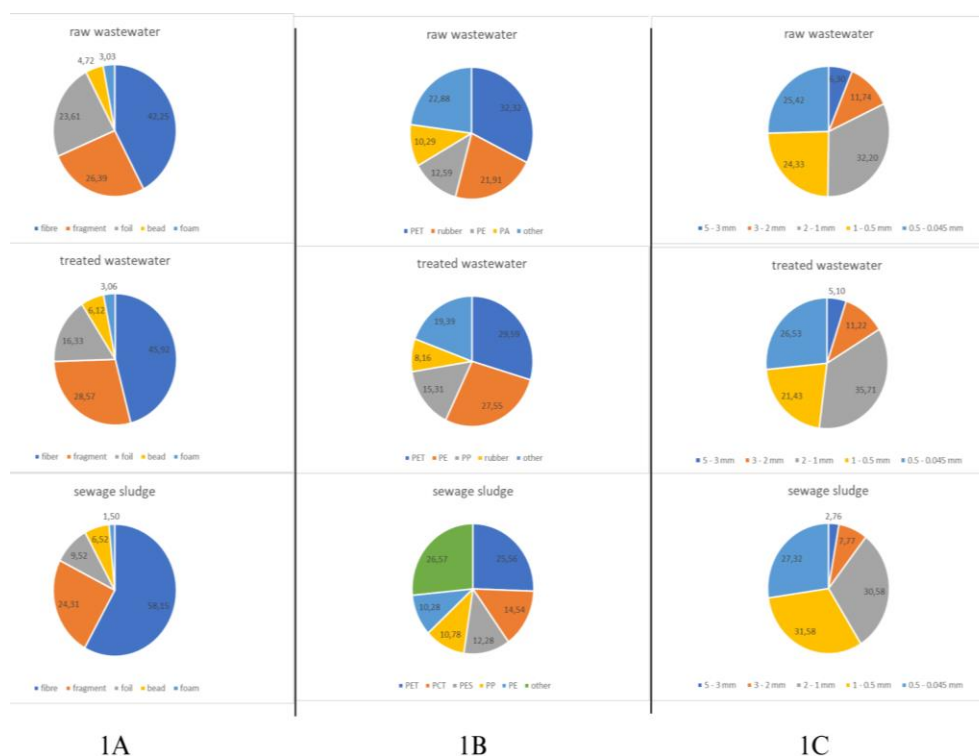 raw wastewater
3,03
4,72
23,61
42,25
26,39
fibre fragment foil bead foam
treated wastewater
3,06
6,12
16,33
45,92
28,57
fiber fragment foil bead foam
sewage sludge
1,50
6,52
9,52
24,31
58,15
fibre fragment foil bead foam
1A
raw wastewater
22,88
32,32
10,29
12,59
21,91
PET rubber PE PA other
treated wastewater
19,39
29,59
8,16
15,31
27,55
PET PE PP rubber other
sewage sludge
26,57
25,56
10,28
14,54
10,78
12,28
PET PCT PES PP PE other
1B
raw wastewater
6,30
11,74
25,42
24,33
32,20
5 - 3 mm 3 - 2 mm 2 - 1 mm 1 - 0.5 mm 0.5 - 0.045 mm
treated wastewater
5,10
11,22
26,53
35,71
21,43
5 - 3 mm 3 - 2 mm 2 - 1 mm 1 - 0.5 mm 0.5 - 0.045 mm
sewage sludge
2,76
7,77
27,32
30,58
31,58
5 - 3 mm 3 - 2 mm 2 - 1 mm 1 - 0.5 mm 0.5 - 0.045 mm
1C